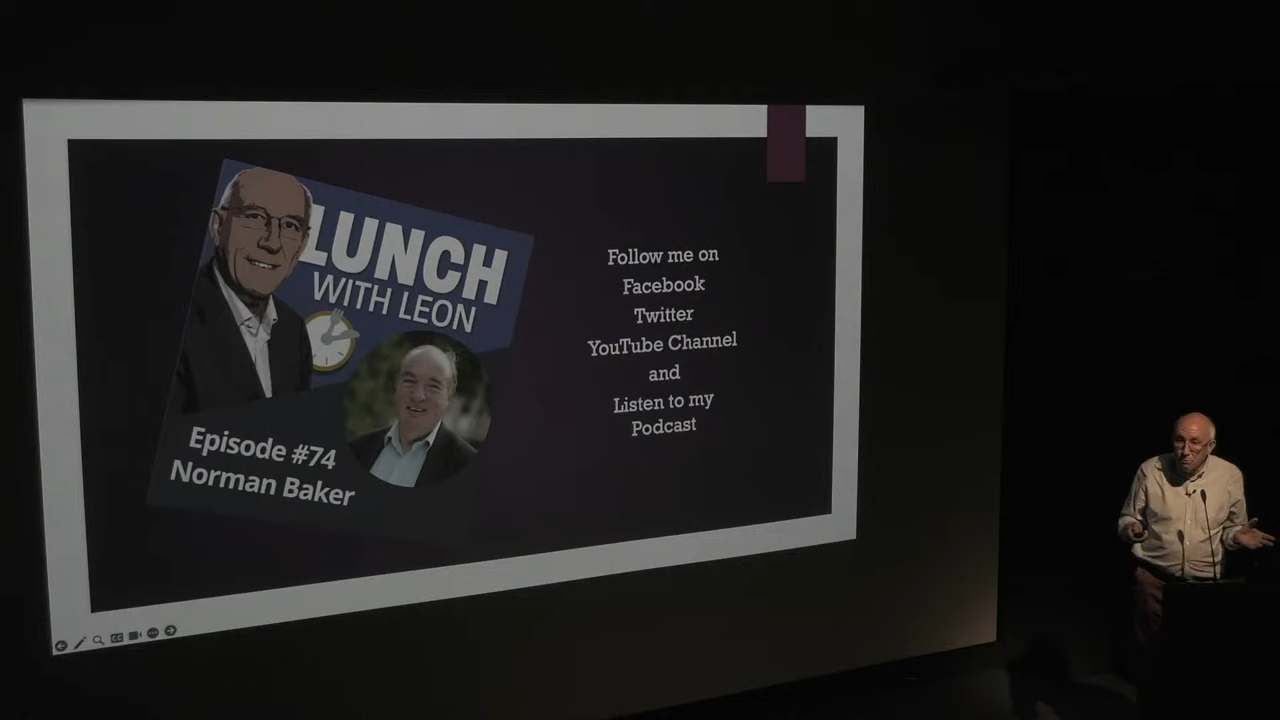 LUNCH
WITH LEON
Episode #74
Norman Baker
Follow me on
Facebook
Twitter
YouTube Channel
and
Listen to my
Podcast